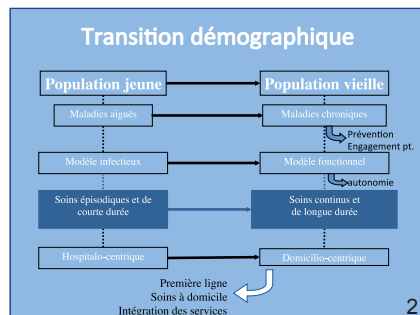 Transition démographique
Population jeune
Population vieille
Maladies aiguës
Maladies chroniques
Prévention
Engagement pt.
Modèle infectieux
Modèle fonctionnel
autonomie
Soins épisodiques et de
courte durée
Soins continus et
de longue durée
Hospitalo-centrique
Domicilio-centrique
Première ligne
Soins à domicile
Intégration des services
2